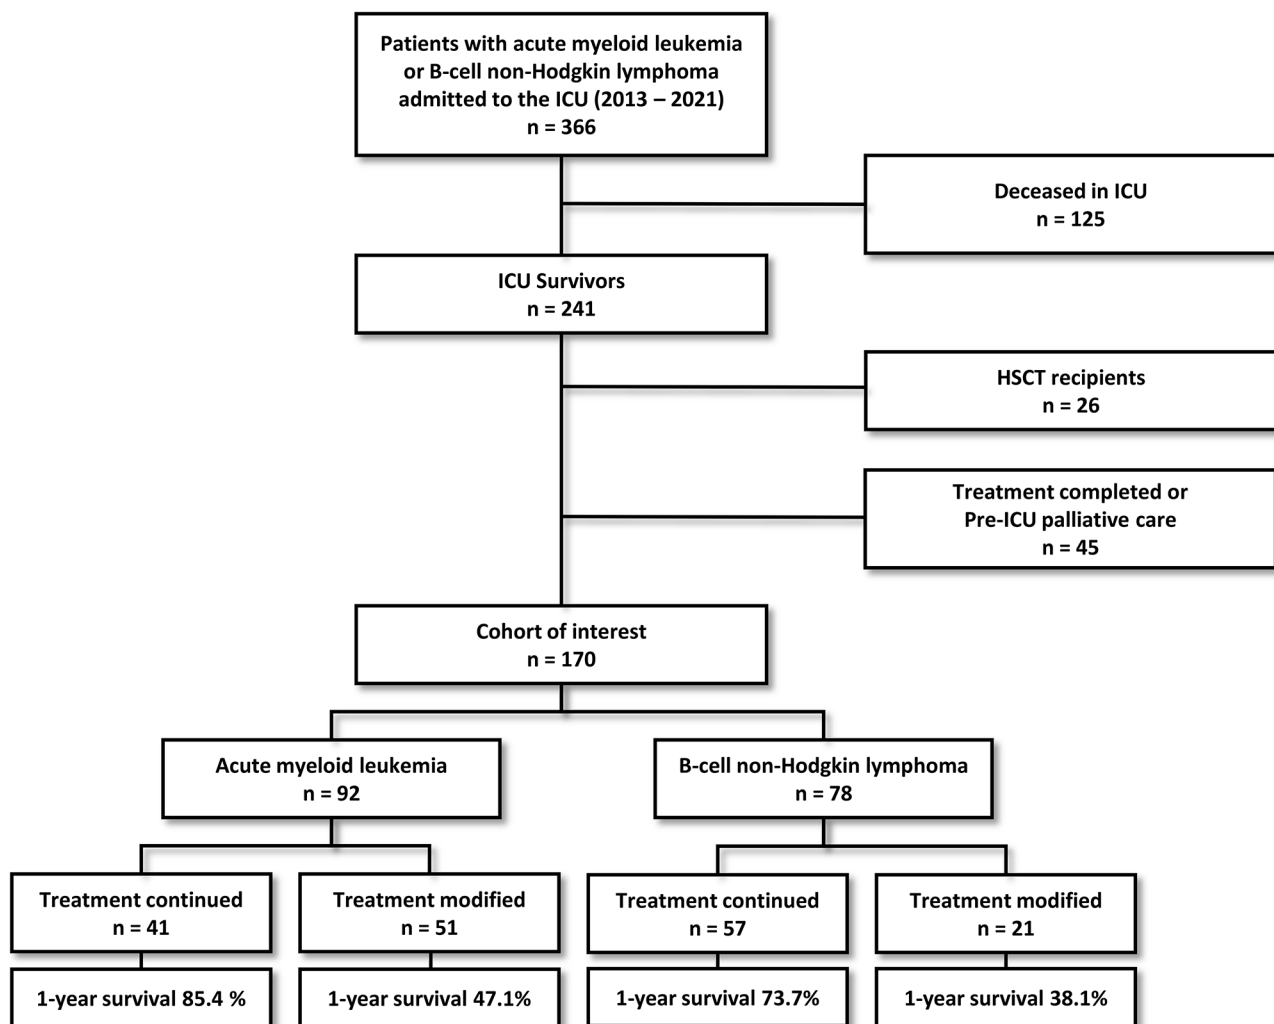 Patients with acute myeloid leukemia
or B-cell non-Hodgkin lymphoma
admitted to the ICU (2013 – 2021)
n = 366
Deceased in ICU
n = 125
ICU Survivors
n = 241
HSCT recipients
n = 26
Treatment completed or
Pre-ICU palliative care
n = 45
Cohort of interest
n = 170
Acute myeloid leukemia
n = 92
B-cell non-Hodgkin lymphoma
n = 78
Treatment continued
n = 41
Treatment modified
n = 51
Treatment continued
n = 57
Treatment modified
n = 21
1-year survival 85.4 %
1-year survival 47.1%
1-year survival 73.7%
1-year survival 38.1%